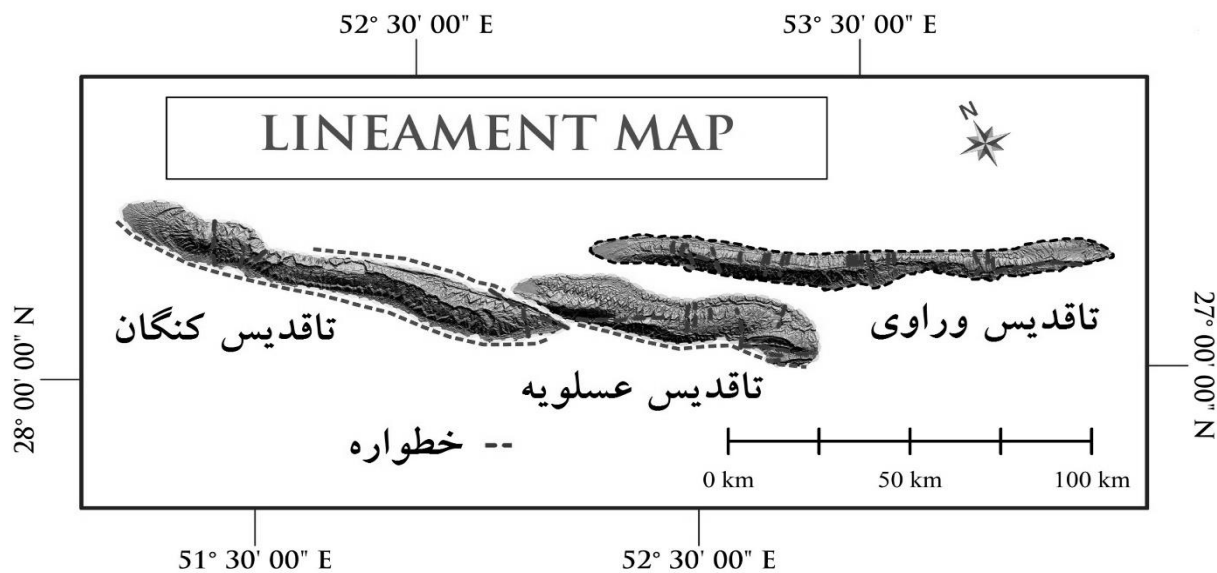 52° 30' 00" E
53° 30' 00" E
LINEAMENT MAP
N
تاقدیس وراوی
تاقدیس کنگان
تاقدیس عسلویه
28° 00' 00" N
27° 00' 00" N
خطواره
0 km
50 km
100 km
51° 30' 00" E
52° 30' 00" E